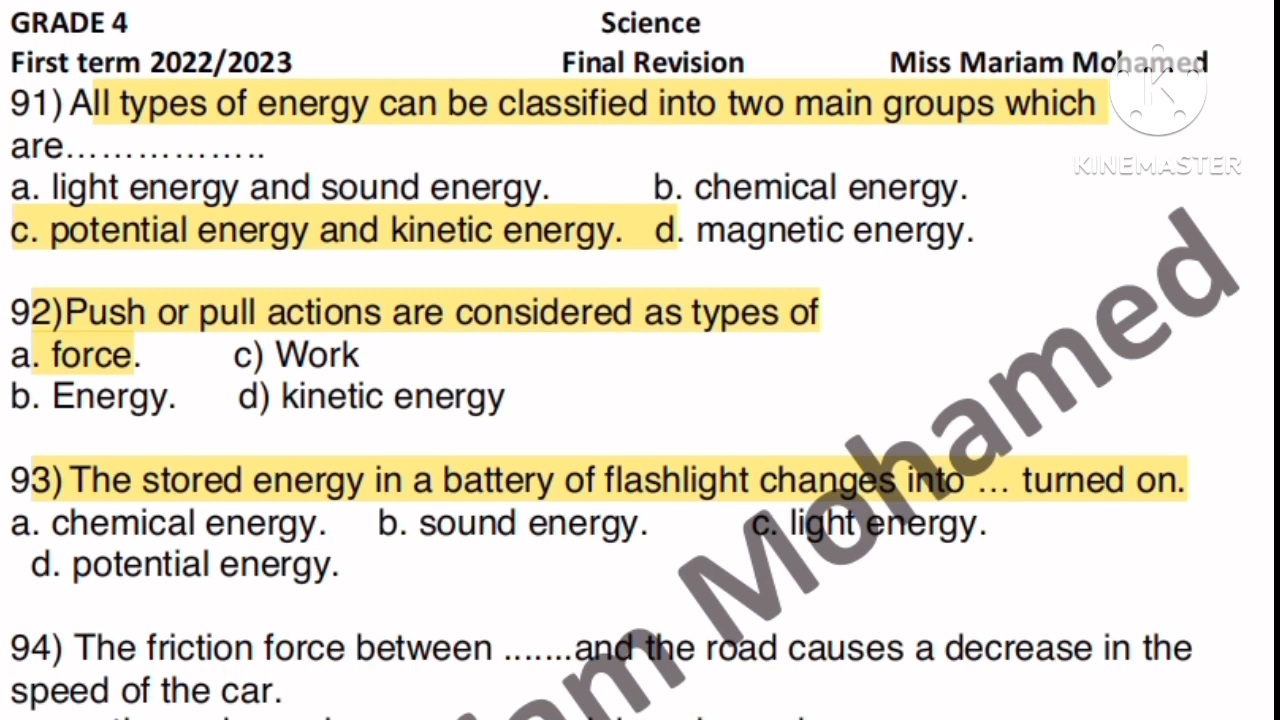 GRADE 4 Science
First term 2022/2023 Final Revision Miss Mariam Mohamed
91) All types of energy can be classified into two main groups which
are……………..
a. light energy and sound energy. b. chemical energy.
c. potential energy and kinetic energy. d. magnetic energy.
92)Push or pull actions are considered as types of
a. force. c) Work
b. Energy. d) kinetic energy
93) The stored energy in a battery of flashlight changes into … turned on.
a. chemical energy. b. sound energy. c. light energy.
d. potential energy.
94) The friction force between .......and the road causes a decrease in the
speed of the car.
KINEMASTER
Mohamed